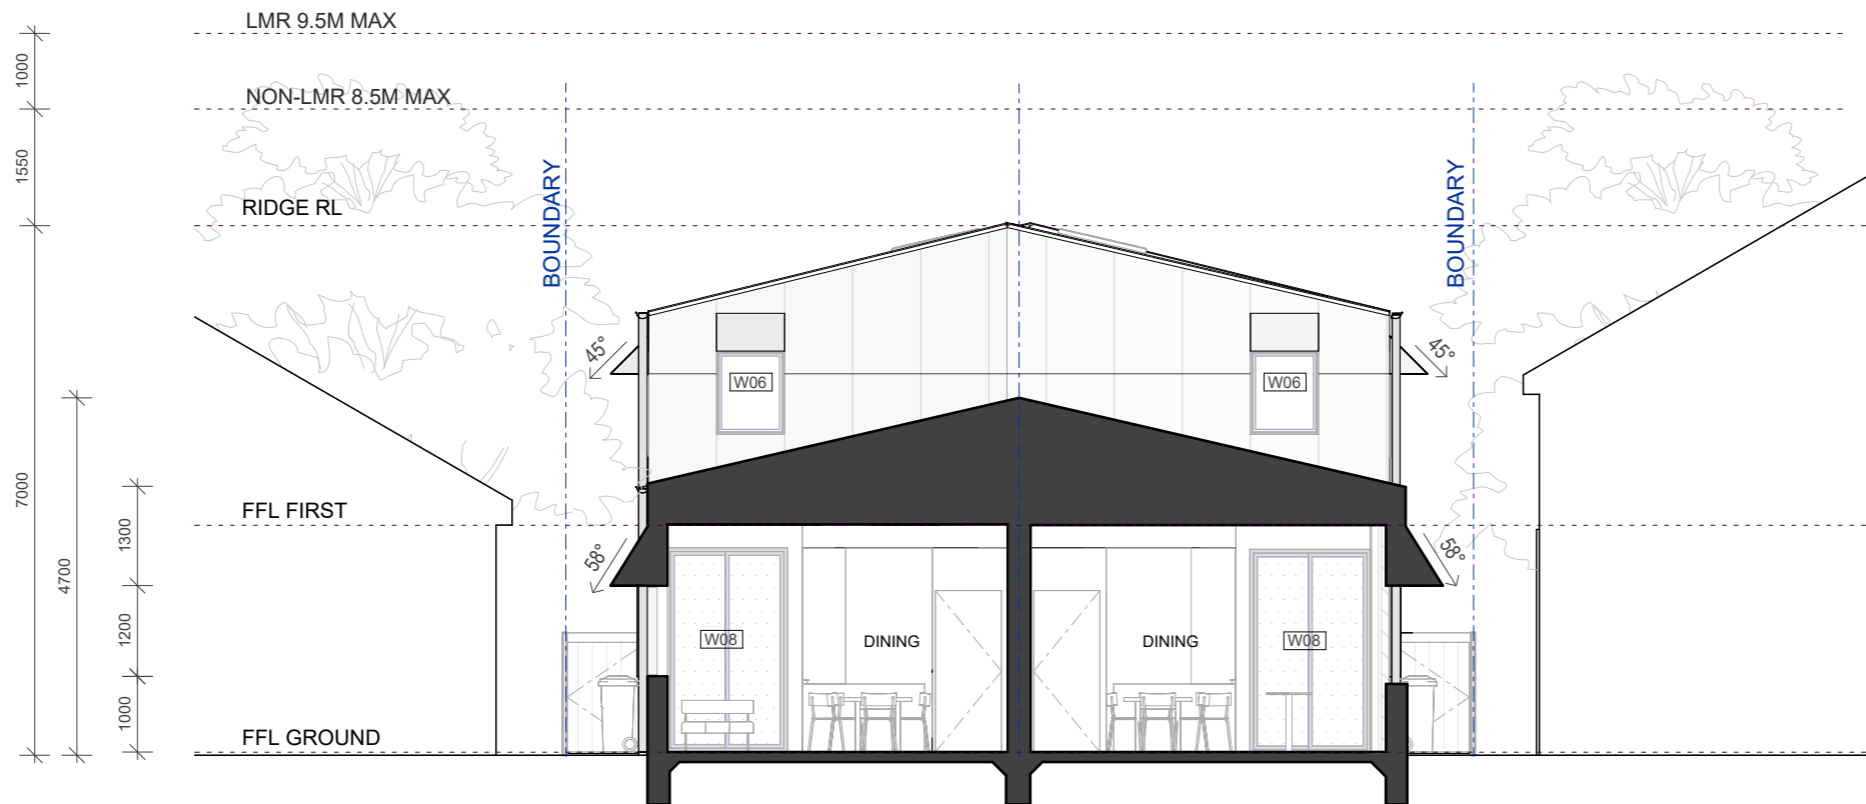 LMR 9.5M MAX
1000
NON-LMR 8.5M MAX
1550
BOUNDARY
BOUNDARY
RIDGE RL
45°
45°
W06
W06
7000
FFL FIRST
1300
58°
58°
4700
1200
W08
DINING
DINING
W08
1000
FFL GROUND